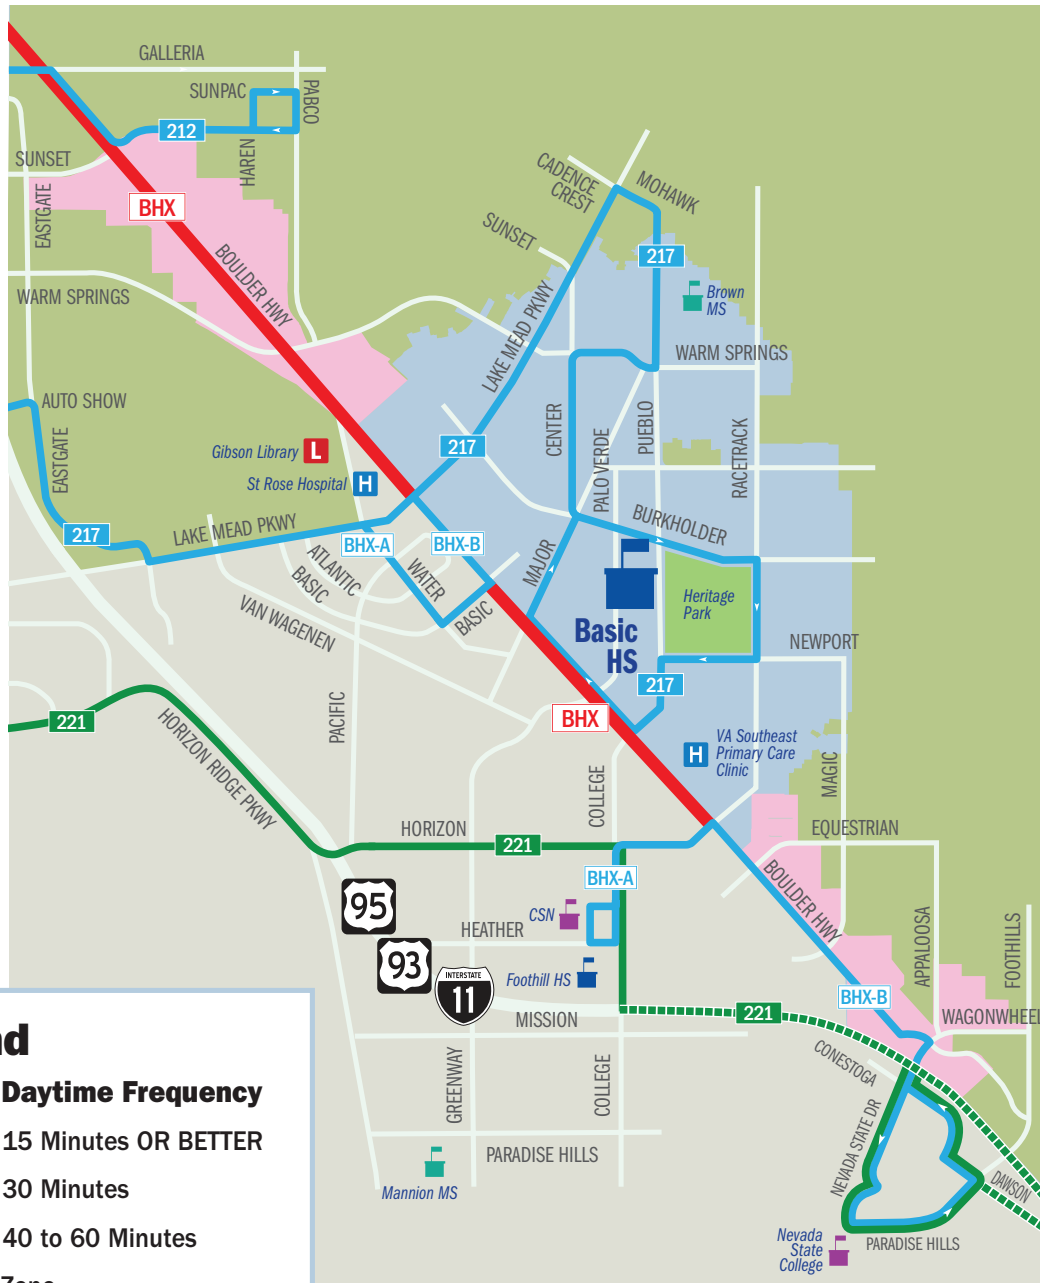 GALLERIA
SUNPAC
PABCO
212
SUNSET
HAREN
EASTGATE
BHX
BOULDER HWY
WARM SPRINGS
CADENCE
CREST
MOHAWK
SUNSET
217
Brown
MS
LAKE MEAD PKWY
WARM SPRINGS
AUTO SHOW
EASTGATE
Gibson Library
L
St Rose Hospital
H
217
CENTER
PALO VERDE
PUEBLO
RACETRACK
217
LAKE MEAD PKWY
BHX-A
BHX-B
BURKHOLDER
ATLANTIC
BASIC
WATER
BASIC
MAJOR
VAN WAGENEN
Heritage
Park
Basic
HS
NEWPORT
217
BHX
PACIFIC
221
HORIZON RIDGE PKWY
H
VA Southeast
Primary Care
Clinic
MAGIC
COLLEGE
HORIZON
221
EQUESTRIAN
BHX-A
BOULDER HWY
95
CSN
HEATHER
93
INTERSTATE
11
Foothill HS
APPALOOSA
FOOTHILLS
BHX-B
MISSION
221
WAGONWHEEL
CONESTOGA
GREENWAY
COLLEGE
NEVADA STATE DR
PARADISE HILLS
Mannion MS
DAWSON
PARADISE HILLS
Nevada
State
College
nd
Daytime Frequency
15 Minutes OR BETTER
30 Minutes
40 to 60 Minutes
Zone